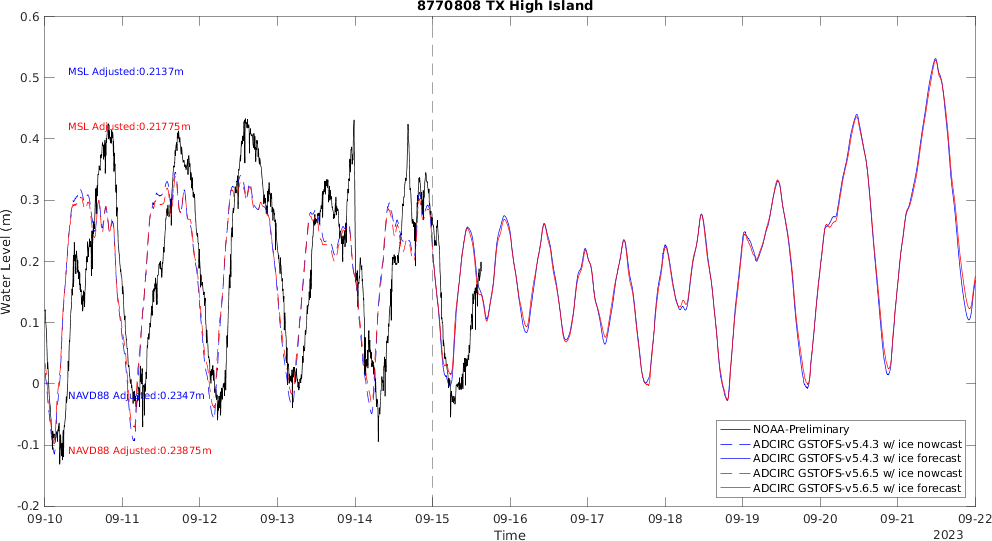 8770808 TX High Island
0.6
0.5
0.4
0.3
0.2
0.1
0
-0.1
-0.2
Water Level (m)
MSL Adjusted:0.2137m
MSL Adjusted:0.21775m
NAVD88 Adjusted:0.2347m
NAVD88 Adjusted:0.23875m
NOAA-Preliminary
ADCIRC GSTOFS-v5.4.3 w/ ice nowcast
ADCIRC GSTOFS-v5.4.3 w/ ice forecast
ADCIRC GSTOFS-v5.6.5 w/ ice nowcast
ADCIRC GSTOFS-v5.6.5 w/ ice forecast
09-10 09-11 09-12 09-13 09-14 09-15 09-16 09-17 09-18 09-19 09-20 09-21 09-22
Time
2023